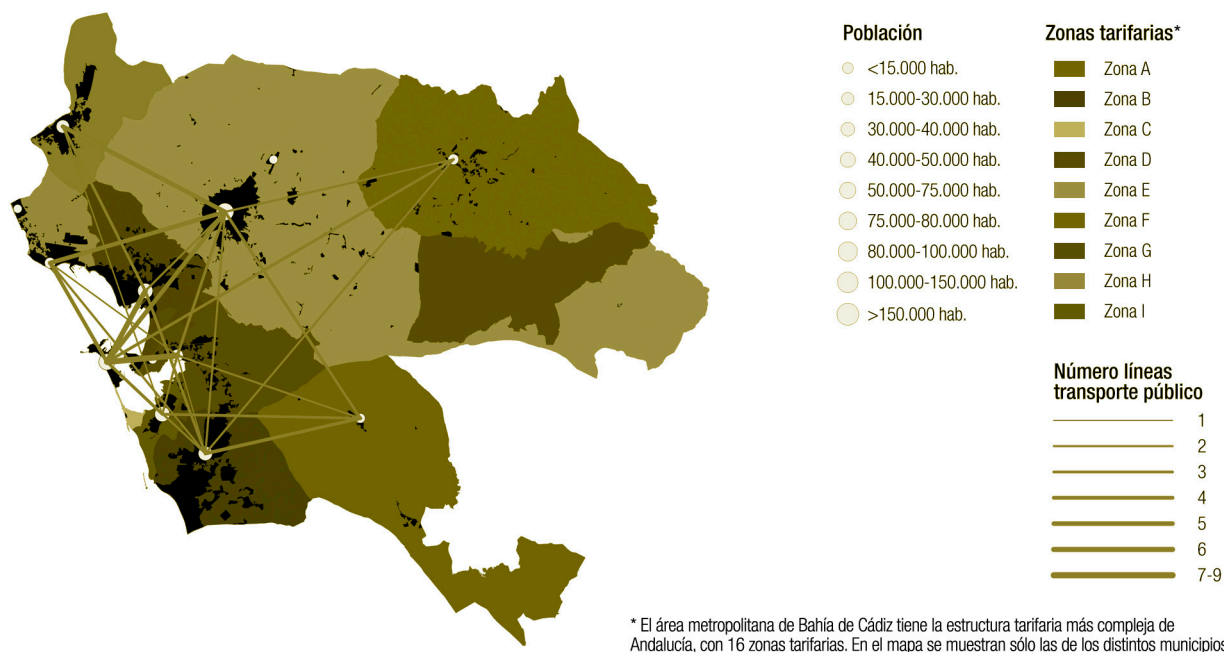 Población
<15.000 hab.
15.000-30.000 hab.
30.000-40.000 hab.
40.000-50.000 hab.
50.000-75.000 hab.
75.000-80.000 hab.
80.000-100.000 hab.
100.000-150.000 hab.
>150.000 hab.
Zonas tarifarias*
Zona A
Zona B
Zona C
Zona D
Zona E
Zona F
Zona G
Zona H
Zona I
Número líneas
transporte público
1
2
3
4
5
6
7-9
* El área metropolitana de Bahía de Cádiz tiene la estructura tarifaria más compleja de
Andalucía, con 16 zonas tarifarias. En el mapa se muestran sólo las de los distintos municipios